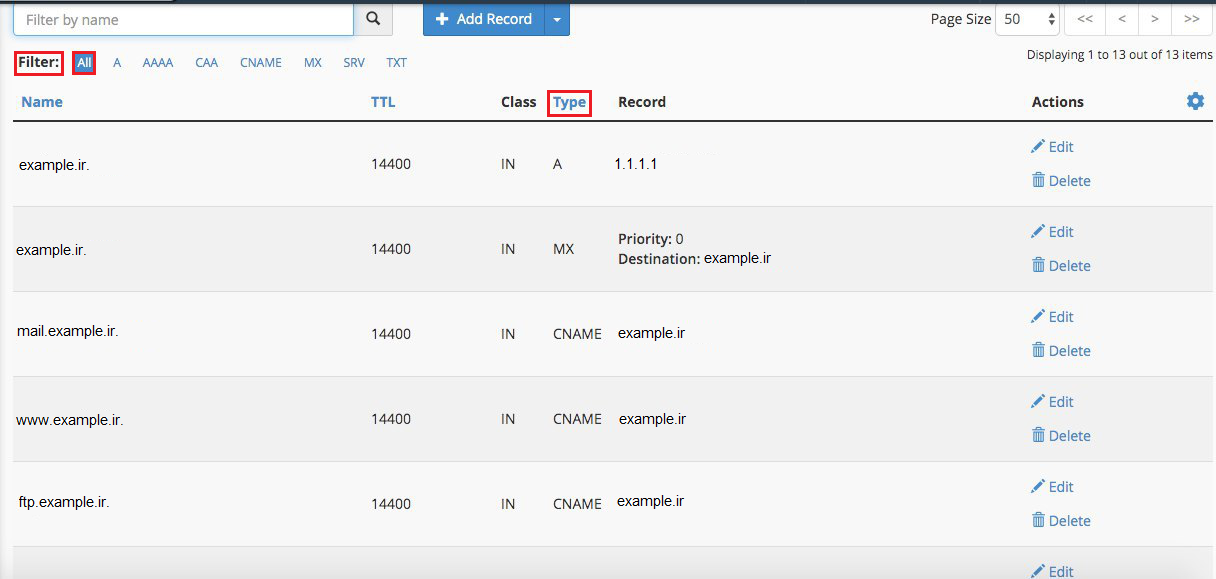 Filter by name
Add Record
Page Size 50 << < > >>
Displaying 1 to 13 out of 13 items
Filter: All A AAAA CAA CNAME MX SRV TXT
Name TTL Class Type Record Actions
example.ir. 14400 IN A 1.1.1.1 Edit
Delete
example.ir. 14400 IN MX Priority: 0 Edit
Destination: example.ir Delete
mail.example.ir. 14400 IN CNAME example.ir Edit
Delete
www.example.ir. 14400 IN CNAME example.ir Edit
Delete
ftp.example.ir. 14400 IN CNAME example.ir Edit
Delete
Edit